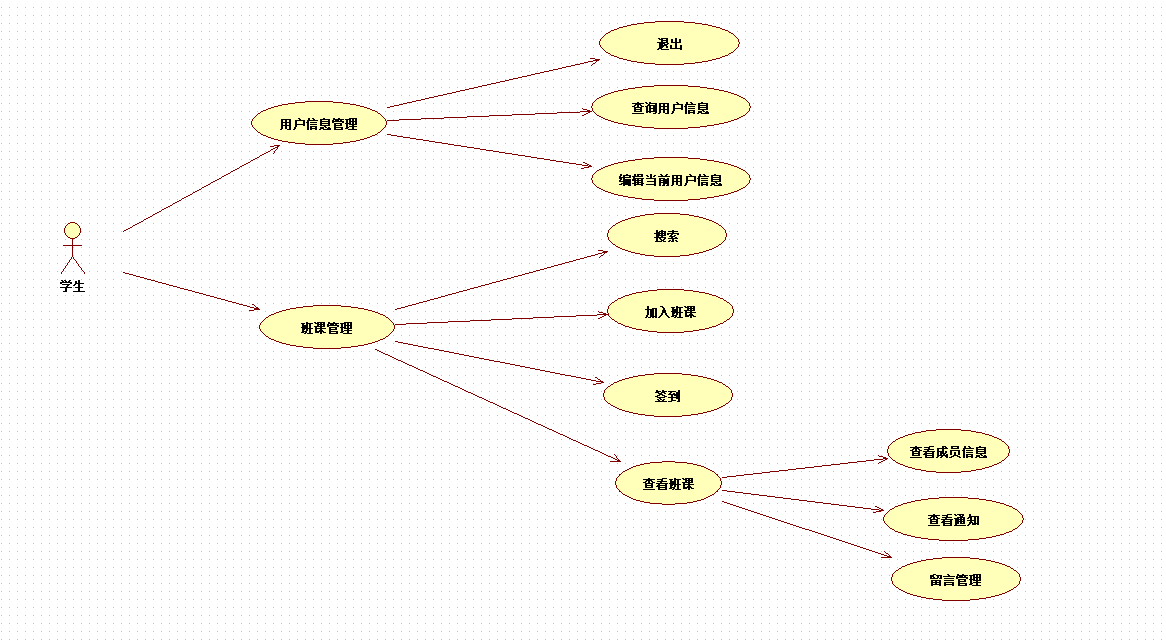 退出
查询用户信息
用户信息管理
编辑当前用户信息
搜索
学生
加入班课
班课管理
签到
查看成员信息
查看班课
查看通知
留言管理